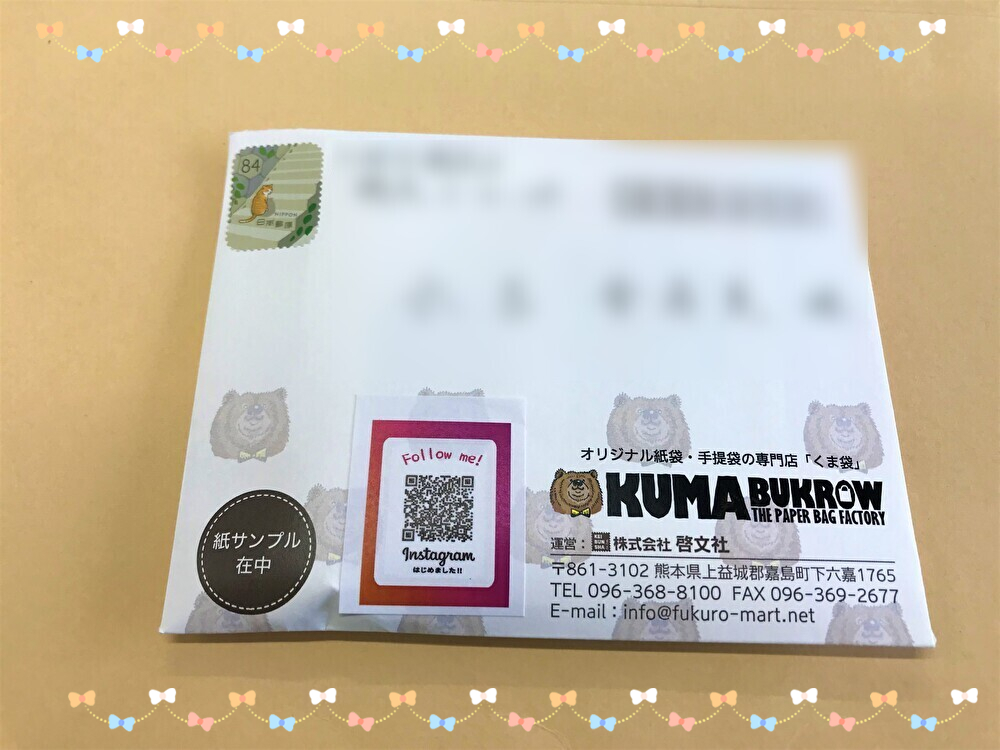 84
NIPPON
日本郵便
Follow me!
Instagram
はじめました!!
紙サンプル
在中
オリジナル紙袋・手提袋の専門店「くま袋」
KUMA BUKROW
THE PAPER BAG FACTORY
運営：KEI BUN SHA 株式会社 啓文社
〒861-3102 熊本県上益城郡嘉島町下六嘉1765
TEL 096-368-8100 FAX 096-369-2677
E-mail：info@fukuro-mart.net